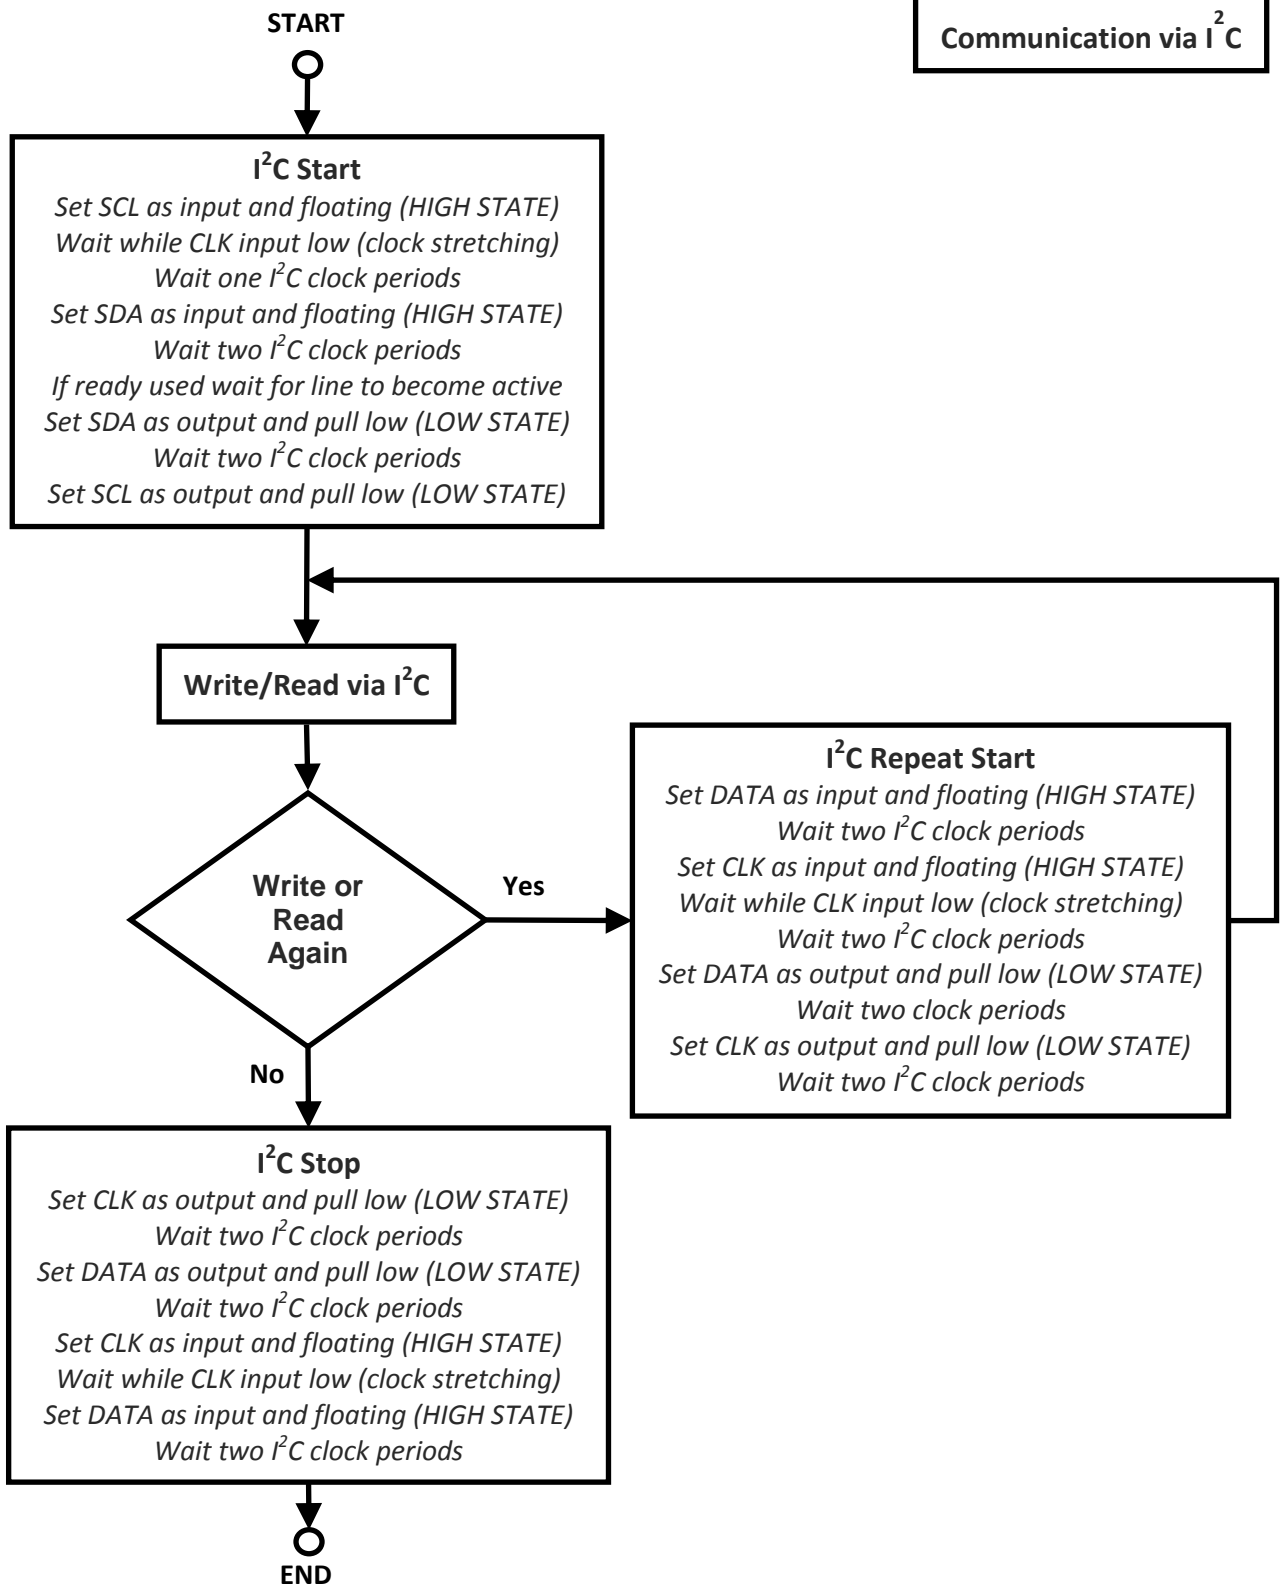 START
Communication via I²C
I²C Start
Set SCL as input and floating (HIGH STATE)
Wait while CLK input low (clock stretching)
Wait one I²C clock periods
Set SDA as input and floating (HIGH STATE)
Wait two I²C clock periods
If ready used wait for line to become active
Set SDA as output and pull low (LOW STATE)
Wait two I²C clock periods
Set SCL as output and pull low (LOW STATE)
Write/Read via I²C
Write or
Read
Again
Yes
No
I²C Repeat Start
Set DATA as input and floating (HIGH STATE)
Wait two I²C clock periods
Set CLK as input and floating (HIGH STATE)
Wait while CLK input low (clock stretching)
Wait two I²C clock periods
Set DATA as output and pull low (LOW STATE)
Wait two clock periods
Set CLK as output and pull low (LOW STATE)
Wait two I²C clock periods
I²C Stop
Set CLK as output and pull low (LOW STATE)
Wait two I²C clock periods
Set DATA as output and pull low (LOW STATE)
Wait two I²C clock periods
Set CLK as input and floating (HIGH STATE)
Wait while CLK input low (clock stretching)
Set DATA as input and floating (HIGH STATE)
Wait two I²C clock periods
END